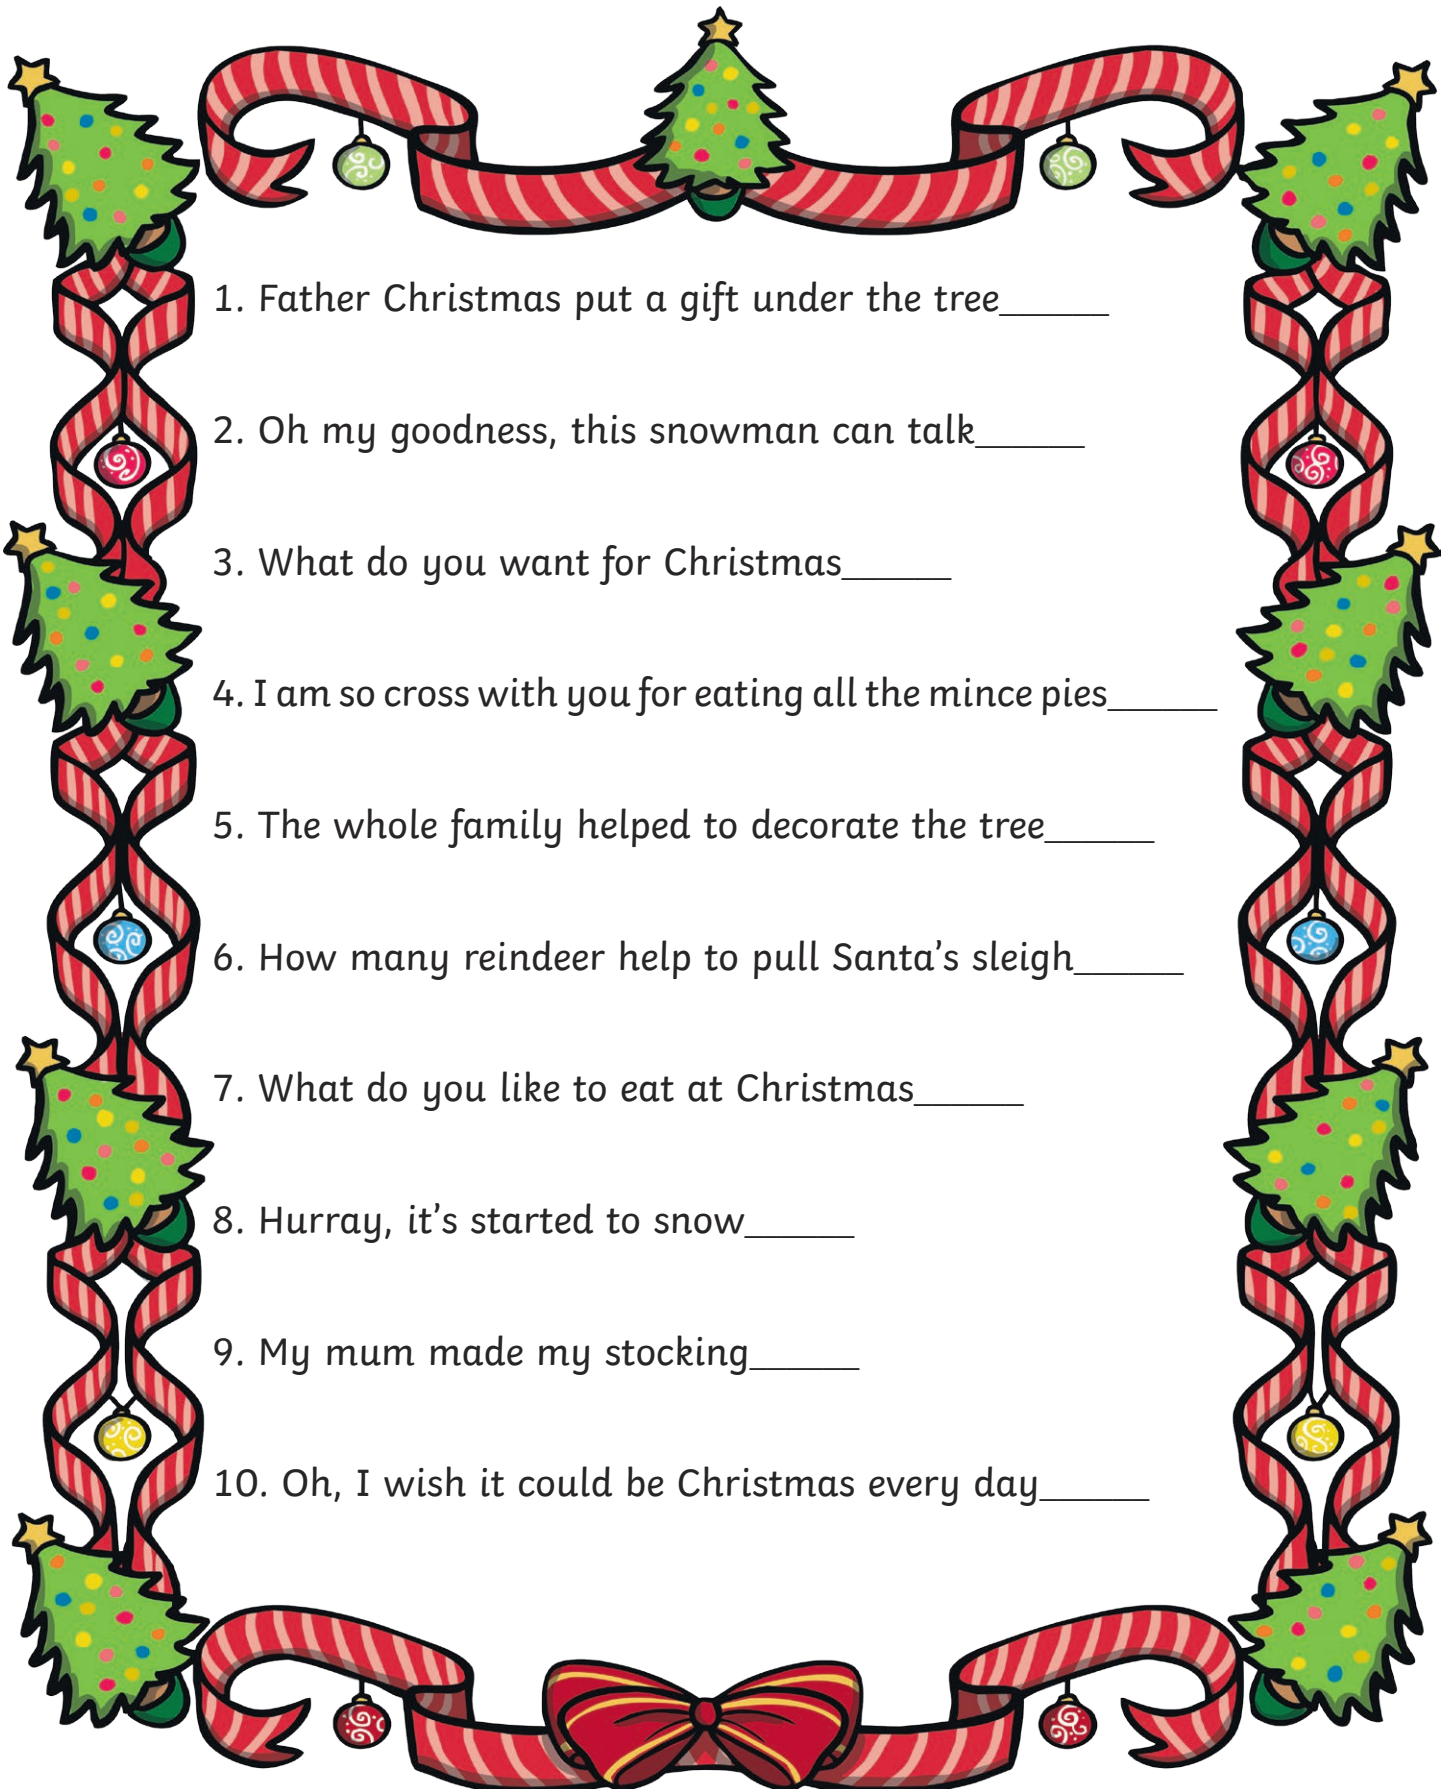 1. Father Christmas put a gift under the tree______
2. Oh my goodness, this snowman can talk______
3. What do you want for Christmas______
4. I am so cross with you for eating all the mince pies______
5. The whole family helped to decorate the tree______
6. How many reindeer help to pull Santa’s sleigh______
7. What do you like to eat at Christmas______
8. Hurray, it’s started to snow______
9. My mum made my stocking______
10. Oh, I wish it could be Christmas every day______